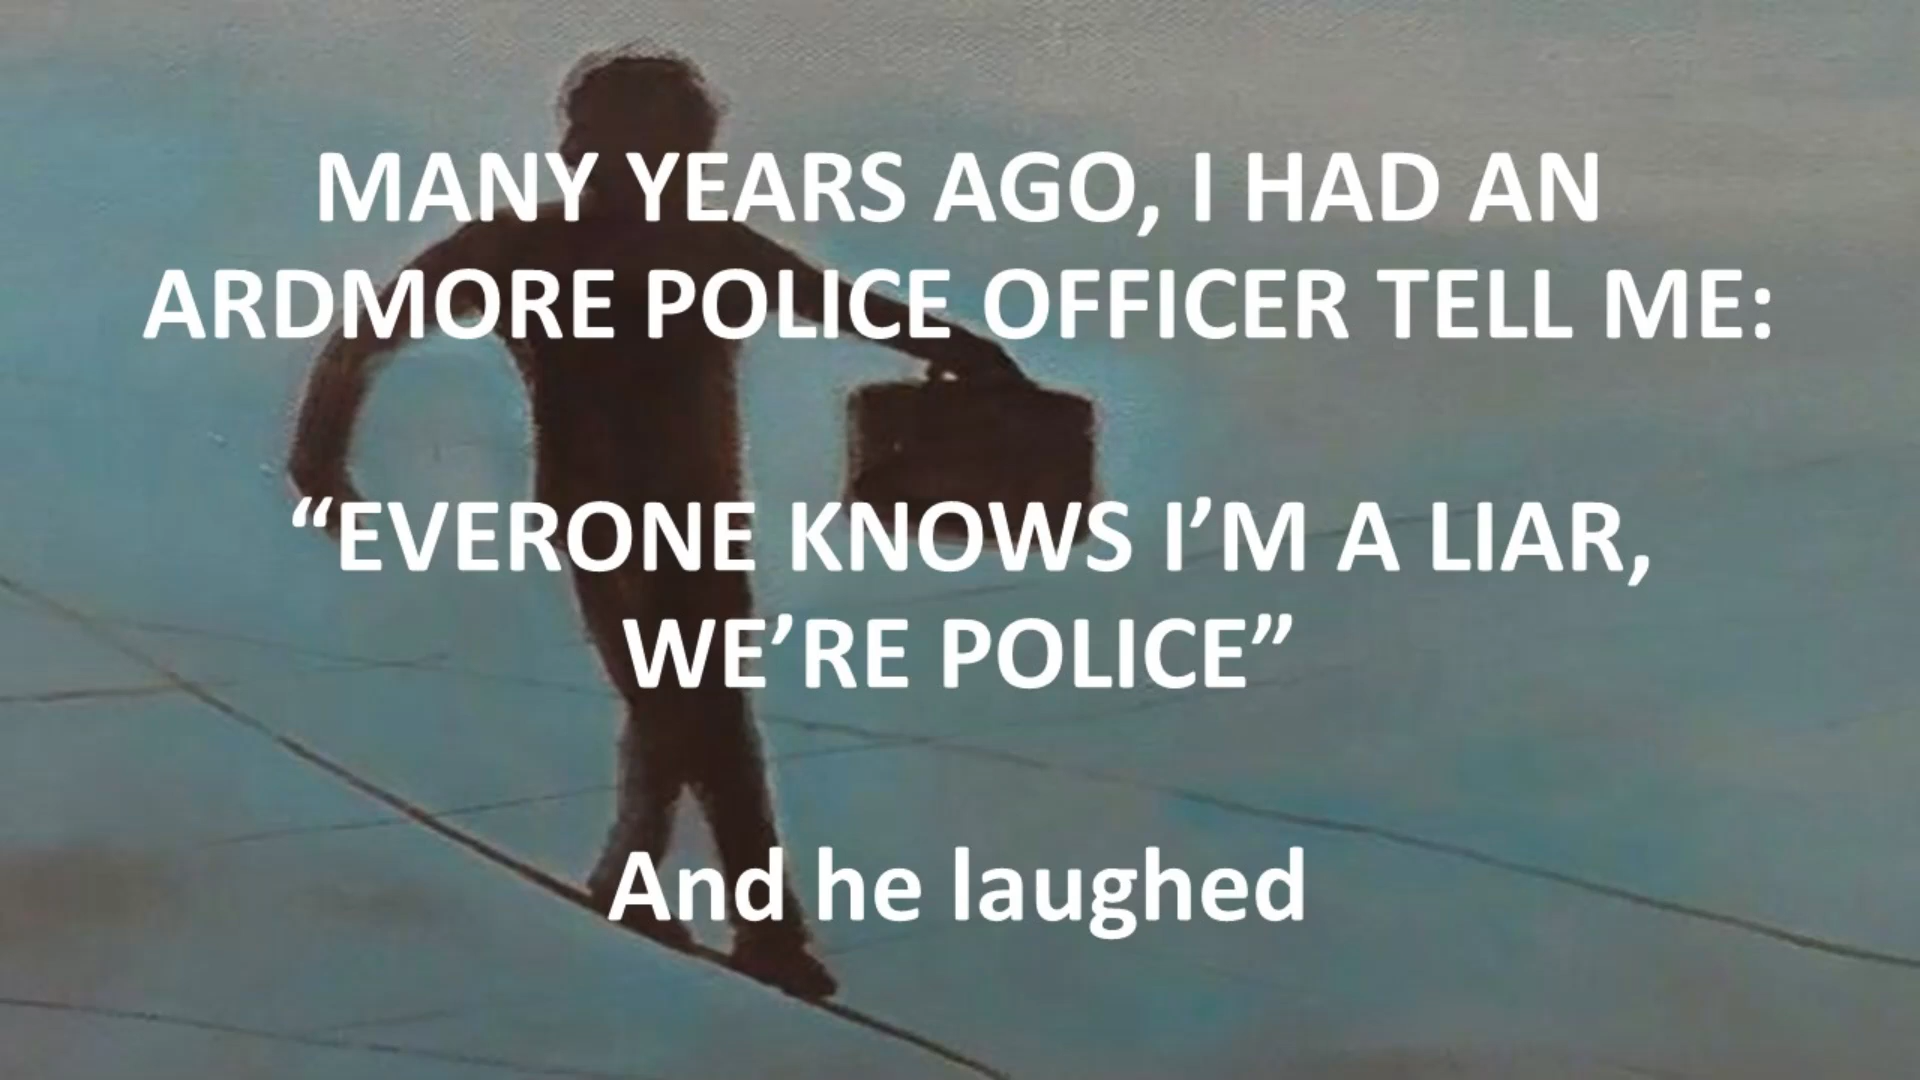 MANY YEARS AGO, I HAD AN
ARDMORE POLICE OFFICER TELL ME:
“EVERONE KNOWS I’M A LIAR,
WE’RE POLICE”
And he laughed